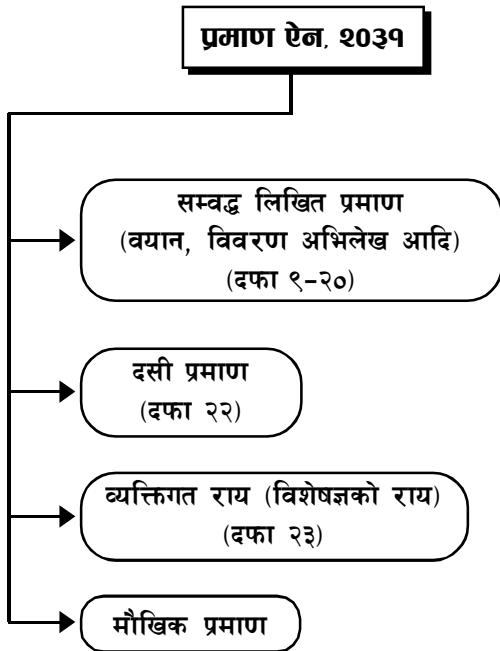 प्रमाण ऐन, २०३१
सम्वद्ध लिखित प्रमाण
(वयान, विवरण अभिलेख आदि)
(दफा ९-२०)
दसी प्रमाण
(दफा २२)
व्यक्तिगत राय (विशेषज्ञको राय)
(दफा २३)
मौखिक प्रमाण